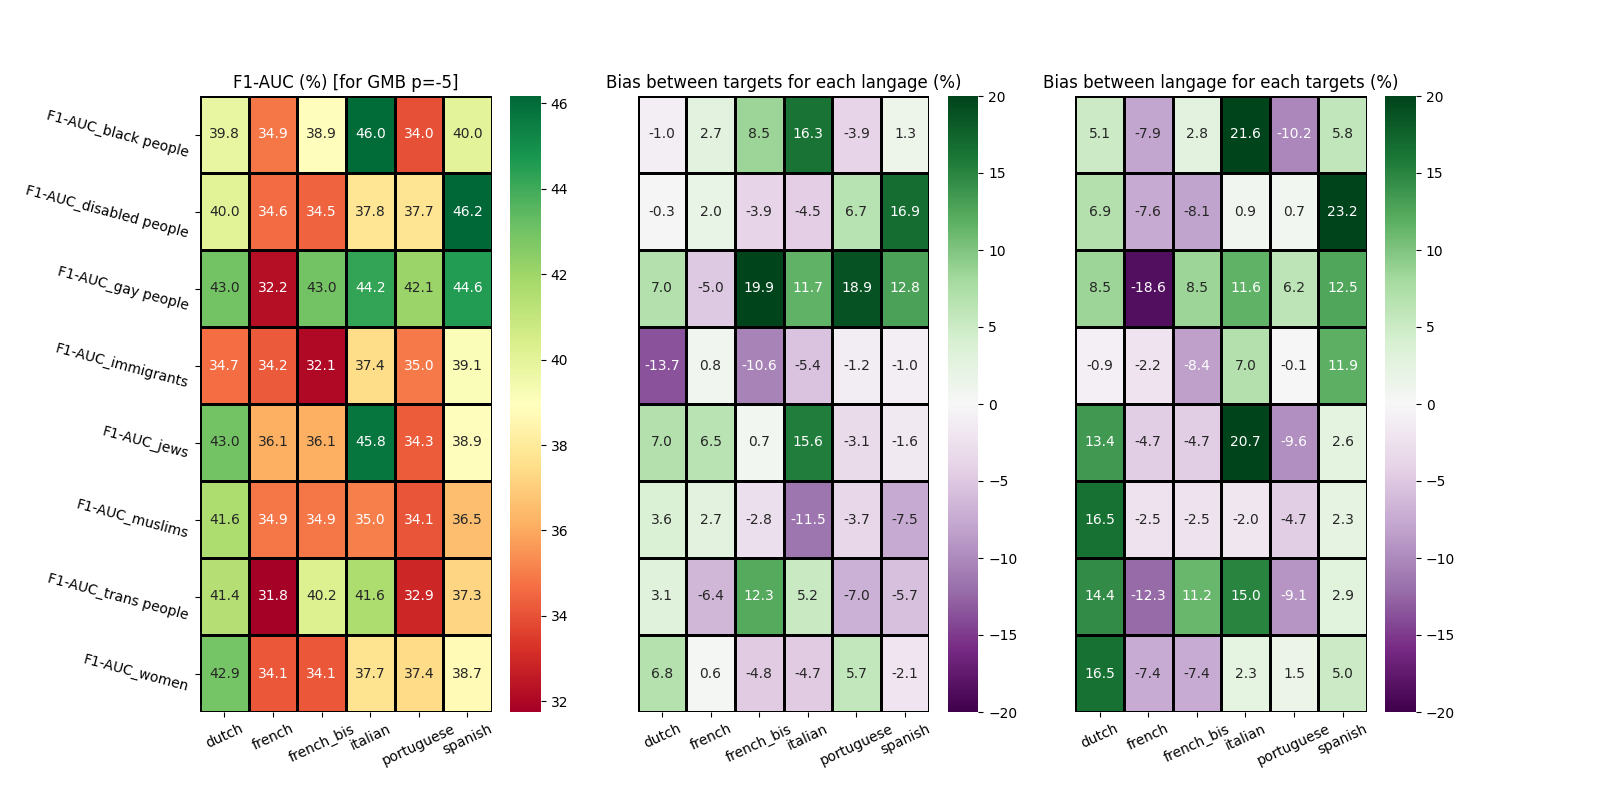 F1-AUC (%) [for GMB p=-5]
F1-AUC_black people 39.8 34.9 38.9 46.0 34.0 40.0
F1-AUC_disabled people 40.0 34.6 34.5 37.8 37.7 46.2
F1-AUC_gay people 43.0 32.2 43.0 44.2 42.1 44.6
F1-AUC_immigrants 34.7 34.2 32.1 37.4 35.0 39.1
F1-AUC_jews 43.0 36.1 36.1 45.8 34.3 38.9
F1-AUC_muslims 41.6 34.9 34.9 35.0 34.1 36.5
F1-AUC_trans people 41.4 31.8 40.2 41.6 32.9 37.3
F1-AUC_women 42.9 34.1 34.1 37.7 37.4 38.7
dutch french french_bis italian portuguese spanish
46
44
42
40
38
36
34
32
Bias between targets for each langage (%)
-1.0 2.7 8.5 16.3 -3.9 1.3
-0.3 2.0 -3.9 -4.5 6.7 16.9
7.0 -5.0 19.9 11.7 18.9 12.8
-13.7 0.8 -10.6 -5.4 -1.2 -1.0
7.0 6.5 0.7 15.6 -3.1 -1.6
3.6 2.7 -2.8 -11.5 -3.7 -7.5
3.1 -6.4 12.3 5.2 -7.0 -5.7
6.8 0.6 -4.8 -4.7 5.7 -2.1
dutch french french_bis italian portuguese spanish
20
15
10
5
0
−5
−10
−15
−20
Bias between langage for each targets (%)
5.1 -7.9 2.8 21.6 -10.2 5.8
6.9 -7.6 -8.1 0.9 0.7 23.2
8.5 -18.6 8.5 11.6 6.2 12.5
-0.9 -2.2 -8.4 7.0 -0.1 11.9
13.4 -4.7 -4.7 20.7 -9.6 2.6
16.5 -2.5 -2.5 -2.0 -4.7 2.3
14.4 -12.3 11.2 15.0 -9.1 2.9
16.5 -7.4 -7.4 2.3 1.5 5.0
dutch french french_bis italian portuguese spanish
20
15
10
5
0
−5
−10
−15
−20